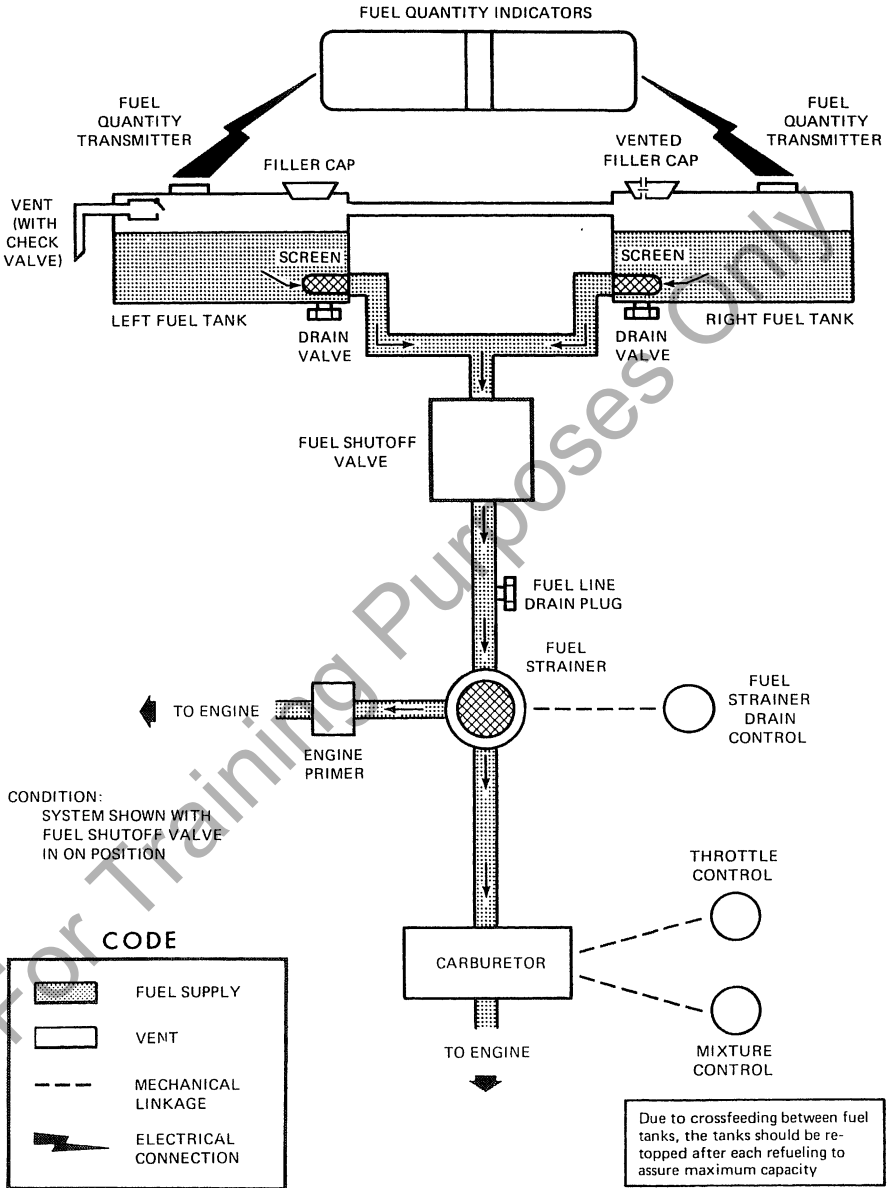 FUEL QUANTITY INDICATORS
FUEL
QUANTITY
TRANSMITTER
FUEL
QUANTITY
TRANSMITTER
FILLER CAP
VENTED
FILLER CAP
VENT
(WITH
CHECK
VALVE)
SCREEN
SCREEN
LEFT FUEL TANK
DRAIN
VALVE
DRAIN
VALVE
RIGHT FUEL TANK
FUEL SHUTOFF
VALVE
FUEL LINE
DRAIN PLUG
FUEL
STRAINER
FUEL
STRAINER
DRAIN
CONTROL
TO ENGINE
ENGINE
PRIMER
CONDITION:
SYSTEM SHOWN WITH
FUEL SHUTOFF VALVE
IN ON POSITION
THROTTLE
CONTROL
CARBURETOR
TO ENGINE
MIXTURE
CONTROL
CODE
FUEL SUPPLY
VENT
MECHANICAL
LINKAGE
ELECTRICAL
CONNECTION
Due to crossfeeding between fuel
tanks, the tanks should be re-
topped after each refueling to
assure maximum capacity
For Training Purposes Only